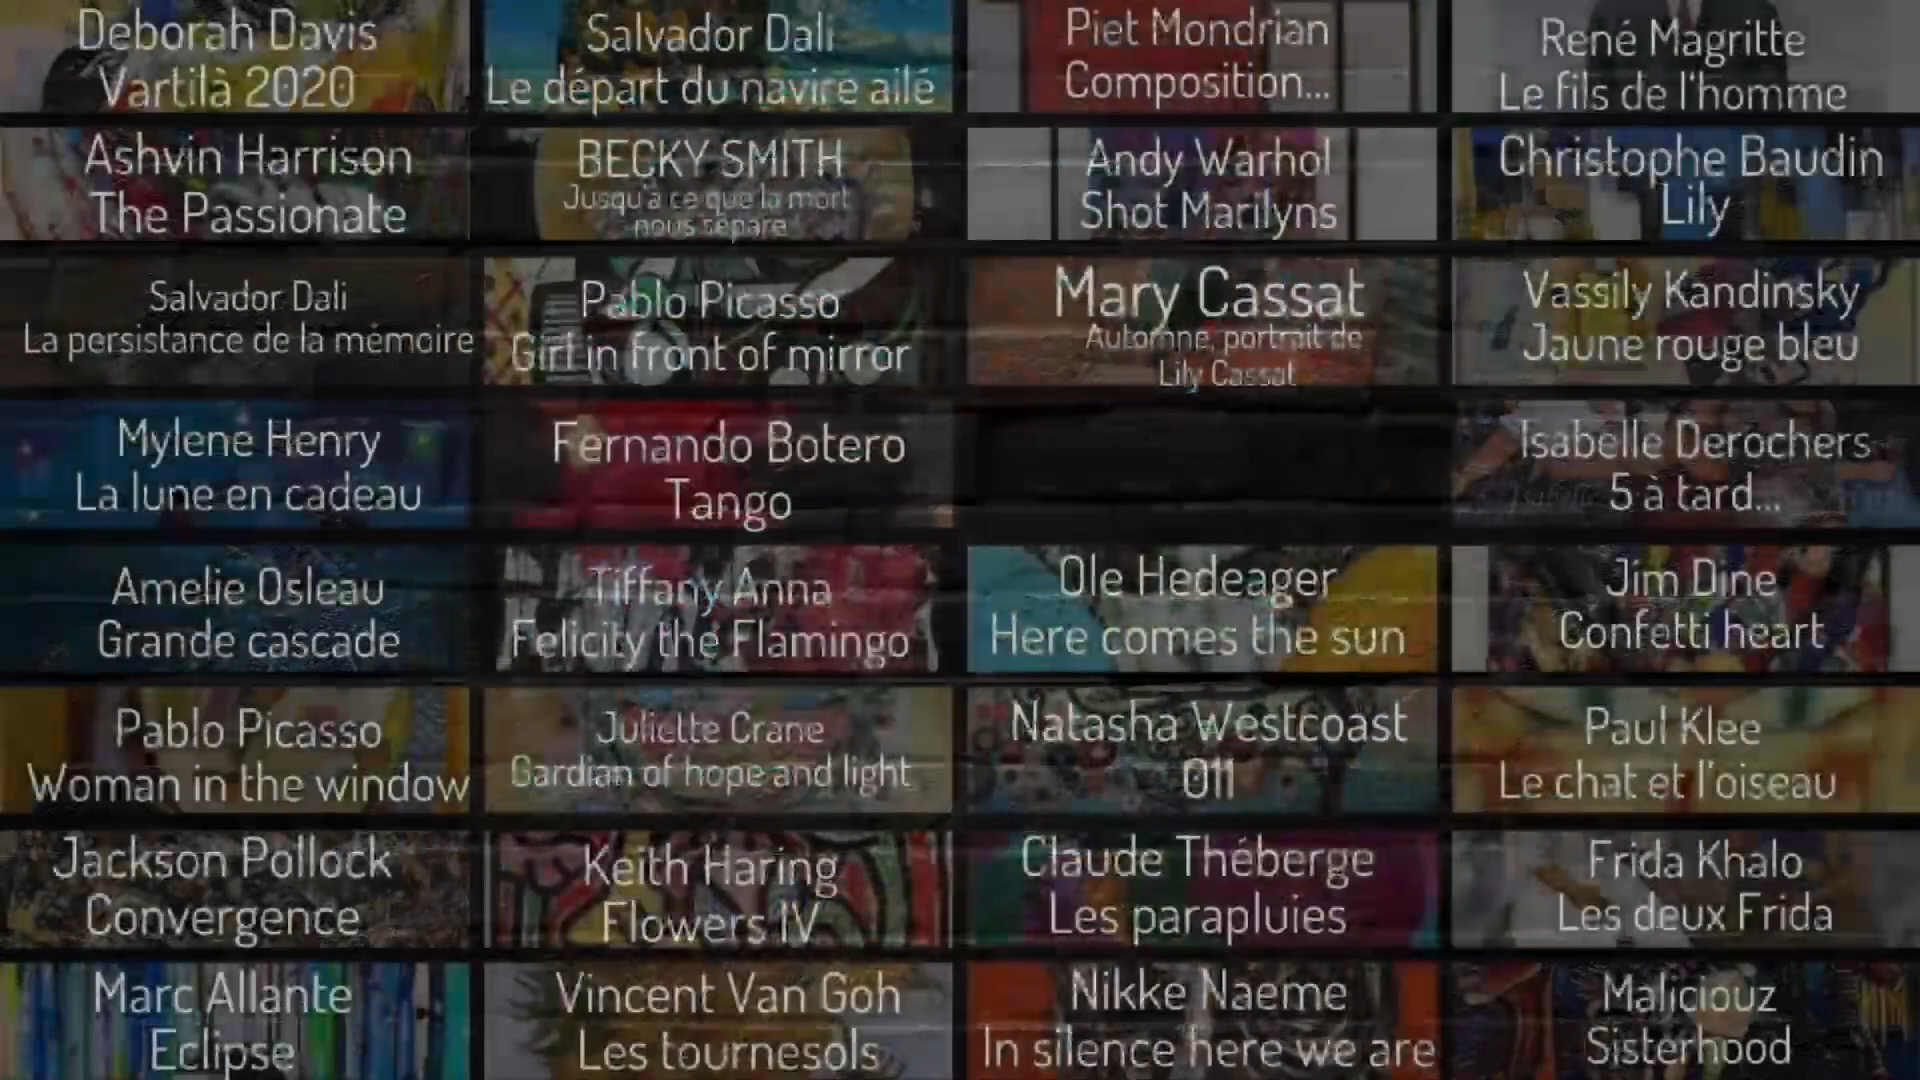 Deborah Davis
Vartilà 2020
Salvador Dali
Le départ du navire ailé
Piet Mondrian
Composition...
René Magritte
Le fils de l'homme
Ashvin Harrison
The Passionate
BECKY SMITH
Jusqu'à ce que la mort
nous sépare
Andy Warhol
Shot Marilyns
Christophe Baudin
Lily
Salvador Dali
La persistance de la mémoire
Pablo Picasso
Girl in front of mirror
Mary Cassat
Automne, portrait de
Lily Cassat
Vassily Kandinsky
Jaune rouge bleu
Mylene Henry
La lune en cadeau
Fernando Botero
Tango
Isabelle Derochers
5 à tard...
Amelie Osleau
Grande cascade
Tiffany Anna
Felicity the Flamingo
Ole Hedeager
Here comes the sun
Jim Dine
Confetti heart
Pablo Picasso
Woman in the window
Juliette Crane
Gardian of hope and light
Natasha Westcoast
011
Paul Klee
Le chat et l'oiseau
Jackson Pollock
Convergence
Keith Haring
Flowers IV
Claude Théberge
Les parapluies
Frida Khalo
Les deux Frida
Marc Allante
Eclipse
Vincent Van Goh
Les tournesols
Nikke Naeme
In silence here we are
Maliciouz
Sisterhood